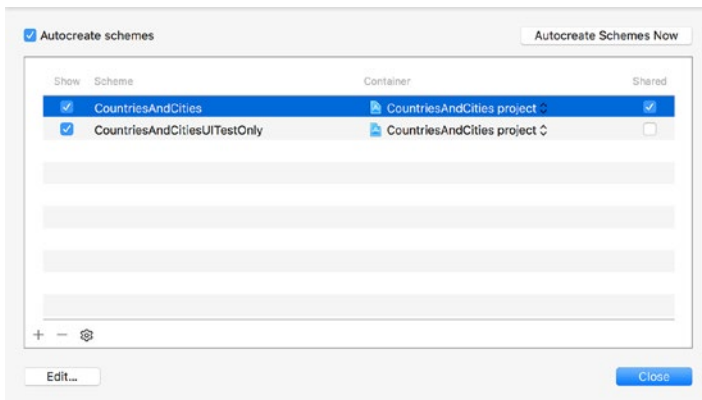 Autocreate schemes Autocreate Schemes Now
Show Scheme Container Shared
CountriesAndCities CountriesAndCities project
CountriesAndCitiesUITestOnly CountriesAndCities project
Edit... Close